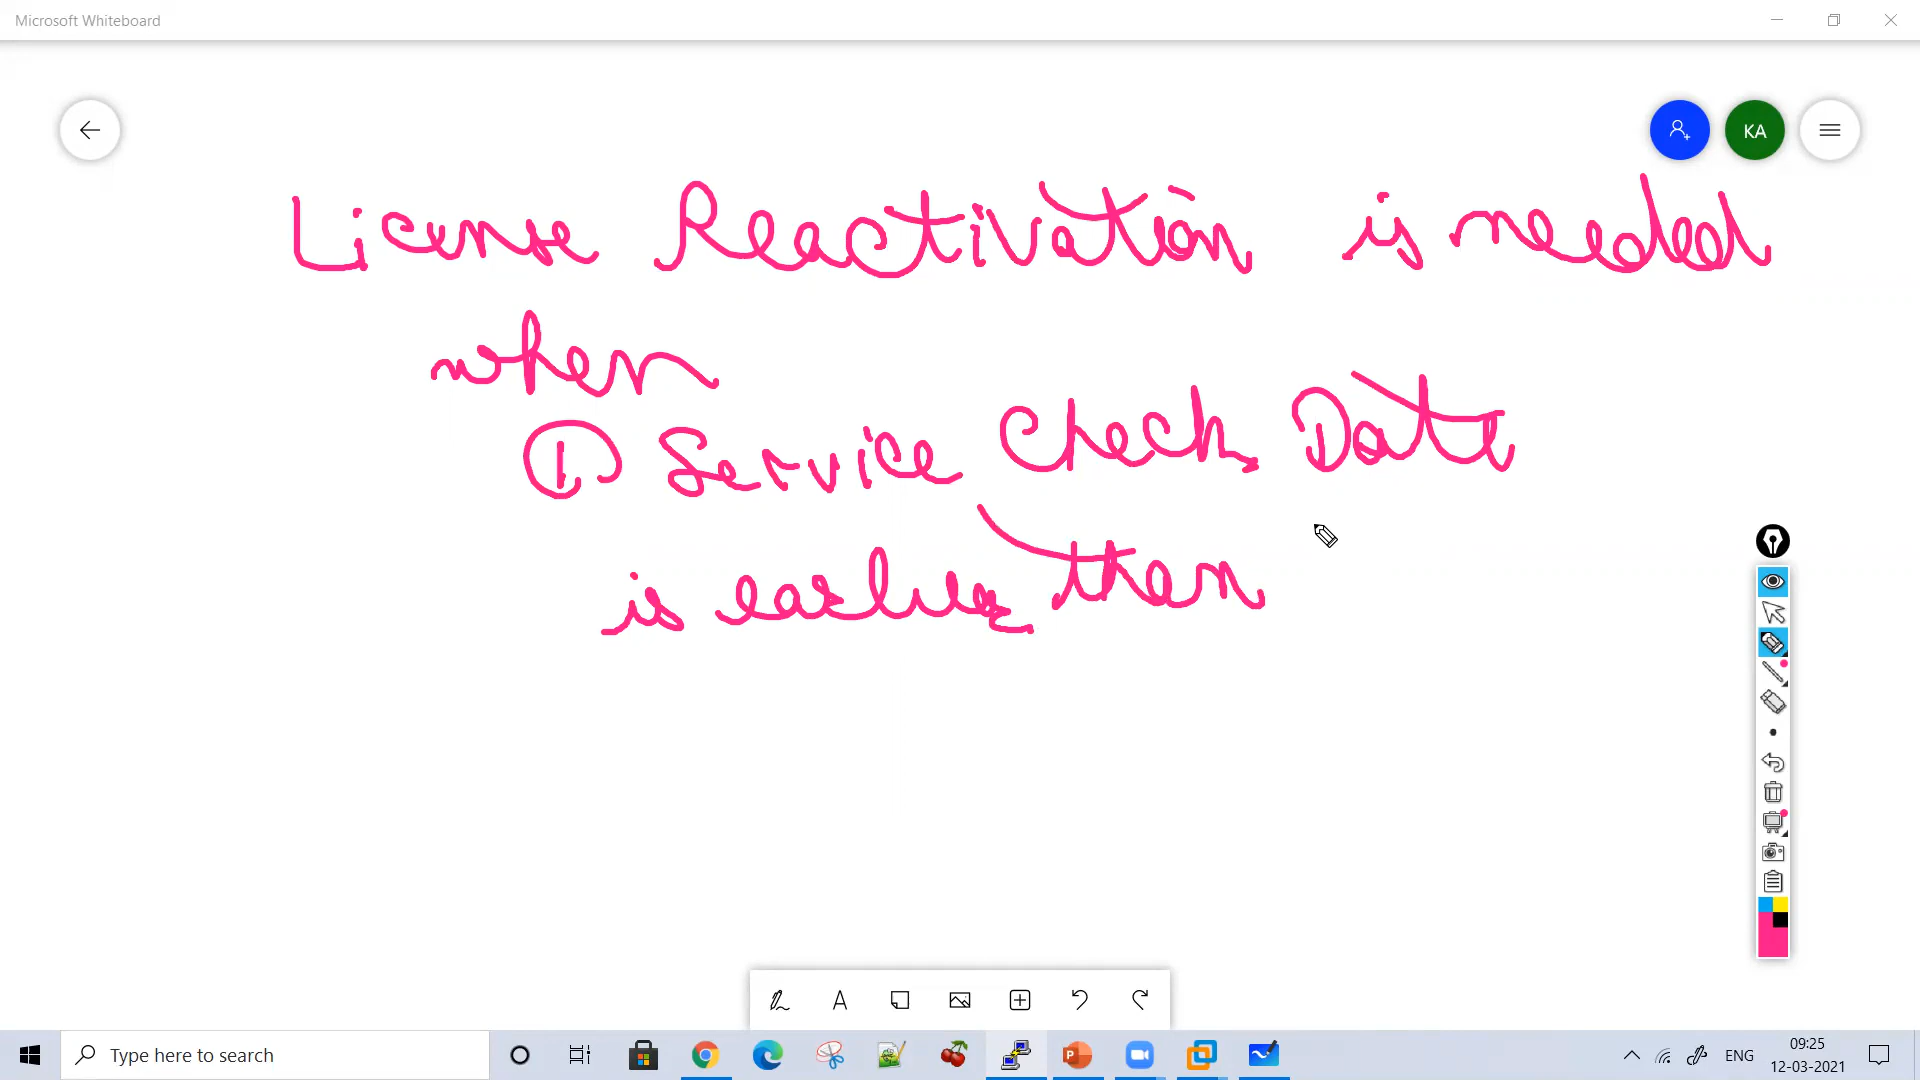 Microsoft Whiteboard
KA
License Reactivation is needed
when
① Service Check Date
is earlier than
A
Type here to search
ENG
09:25
12-03-2021